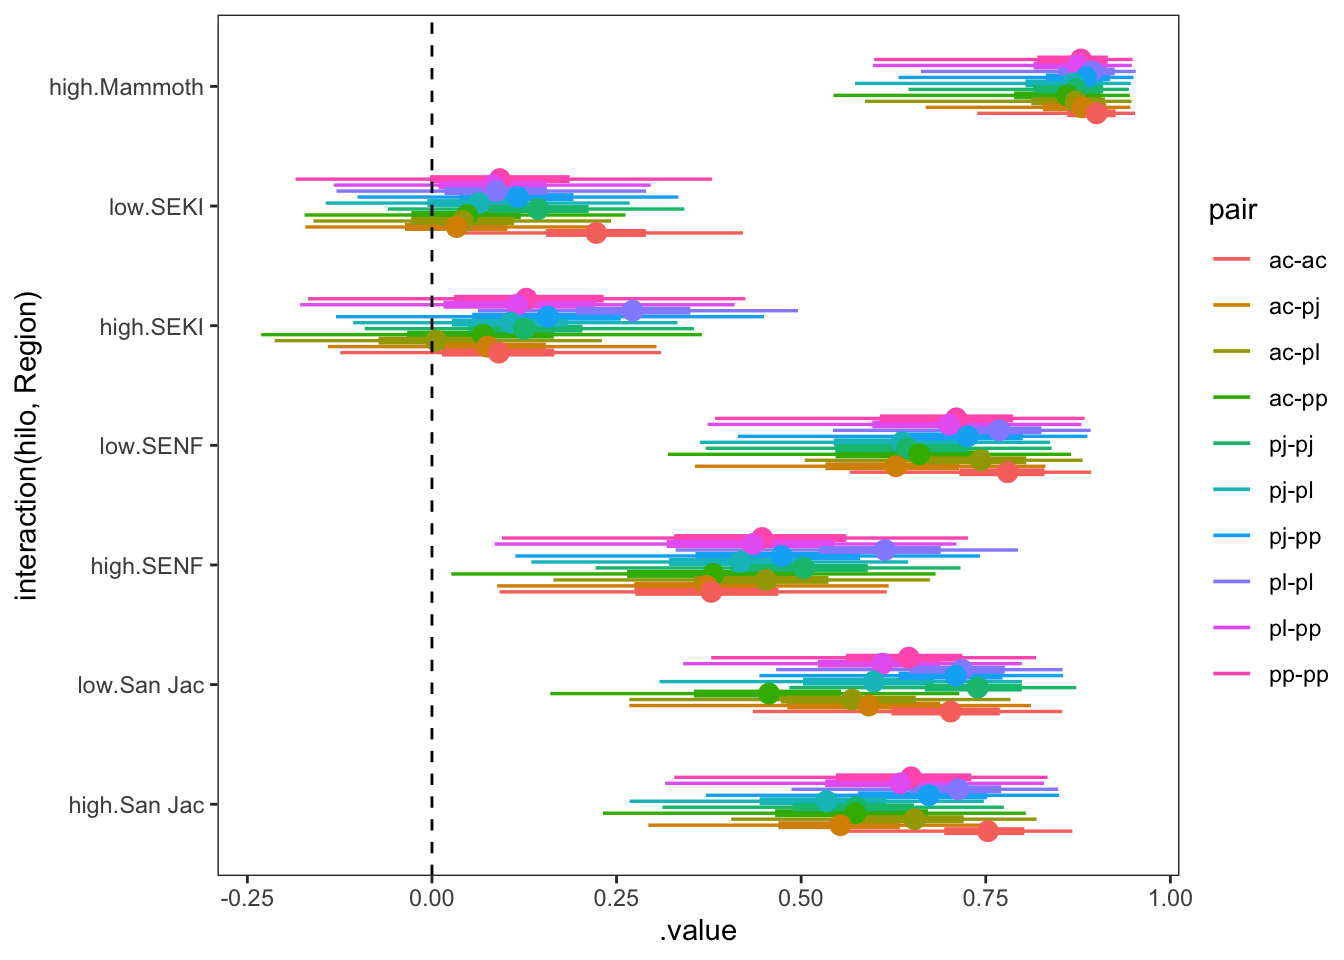 high.Mammoth
low.SEKI
high.SEKI
low.SENF
high.SENF
low.San Jac
high.San Jac
interaction(hilo, Region)
-0.25
0.00
0.25
0.50
0.75
1.00
.value
pair
ac-ac
ac-pj
ac-pl
ac-pp
pj-pj
pj-pl
pj-pp
pl-pl
pl-pp
pp-pp